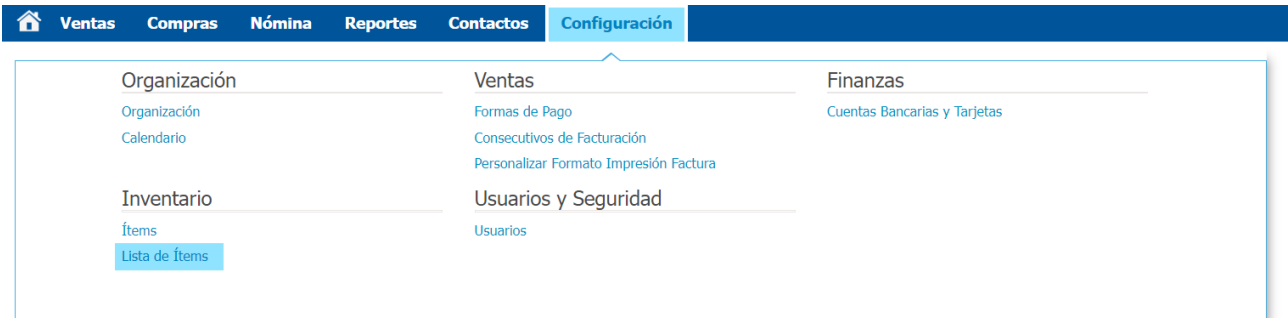 Ventas Compras Nómina Reportes Contactos Configuración
Organización Ventas Finanzas
Organización Formas de Pago Cuentas Bancarias y Tarjetas
Calendario Consecutivos de Facturación
Personalizar Formato Impresión Factura
Inventario Usuarios y Seguridad
Ítems Usuarios
Lista de Ítems